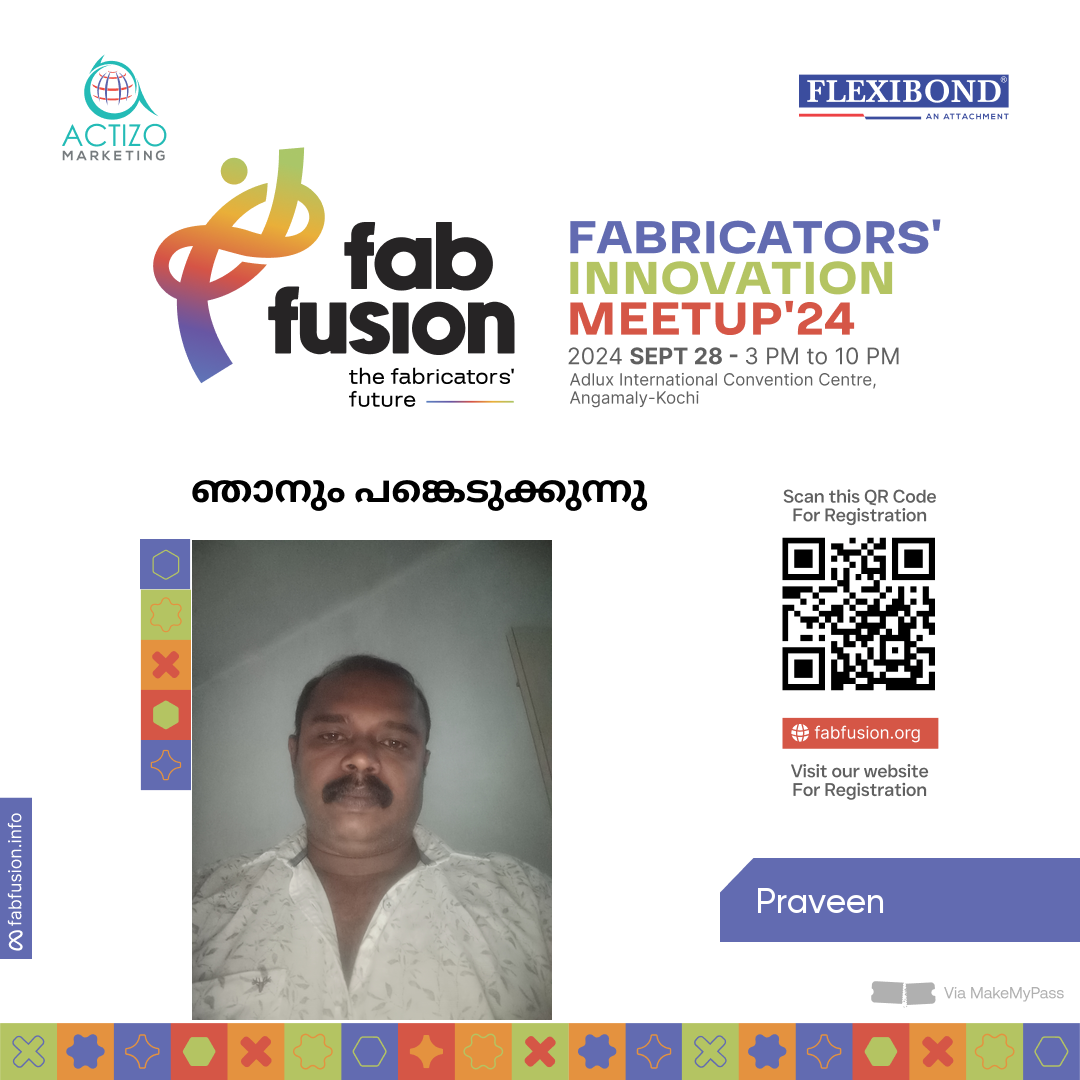 ACTIZO
MARKETING
FLEXIBOND®
AN ATTACHMENT
fab
fusion
the fabricators'
future
FABRICATORS'
INNOVATION
MEETUP'24
2024 SEPT 28 - 3 PM to 10 PM
Adlux International Convention Centre,
Angamaly-Kochi
ഞാനും പങ്കെടുക്കുന്നു
Scan this QR Code
For Registration
fabfusion.org
Visit our website
For Registration
fabfusion.info
Praveen
Via MakeMyPass